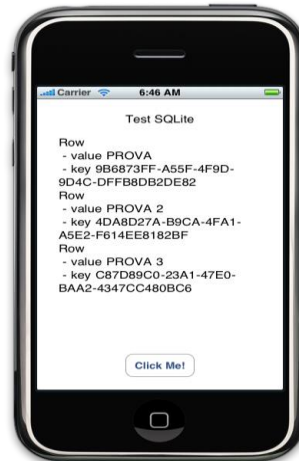 Carrier 6:46 AM
Test SQLite
Row
- value PROVA
- key 9B6873FF-A55F-4F9D-
9D4C-DFFB8DB2DE82
Row
- value PROVA 2
- key 4DA8D27A-B9CA-4FA1-
A5E2-F614EE8182BF
Row
- value PROVA 3
- key C87D89C0-23A1-47E0-
BAA2-4347CC480BC6
Click Me!